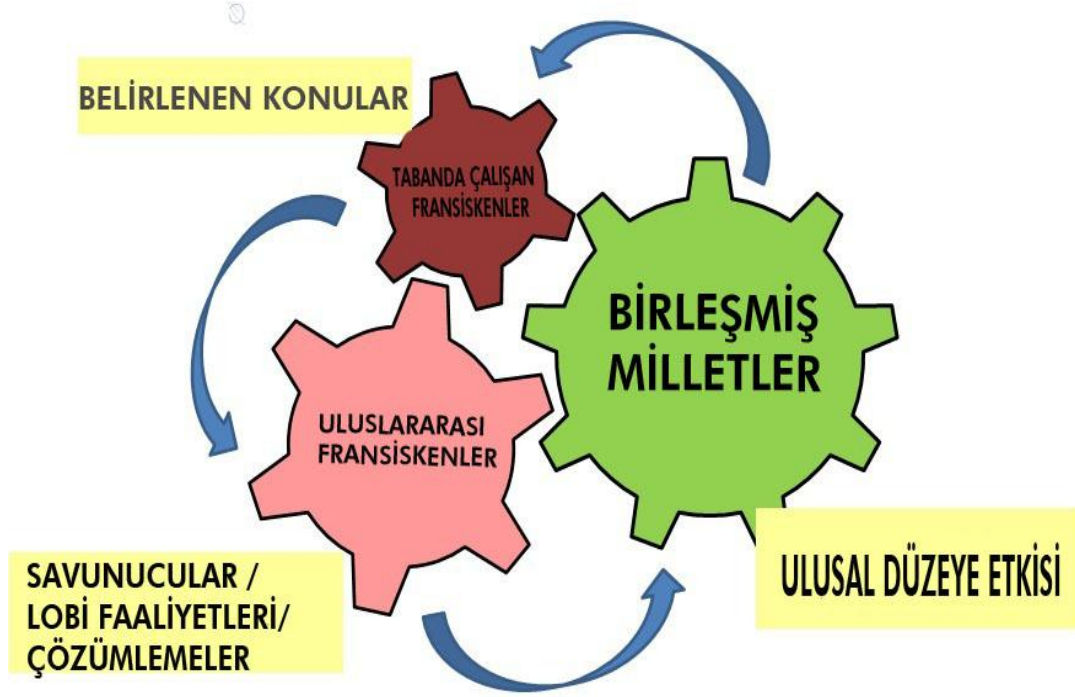 BELİRLENEN KONULAR
TABANDA ÇALIŞAN
FRANSİSKENLER
BİRLEŞMİŞ
MİLLETLER
ULUSLARARASI
FRANSİSKENLER
SAVUNUCULAR /
LOBİ FAALİYETLERİ/
ÇÖZÜMLEMELER
ULUSAL DÜZEYE ETKİSİ